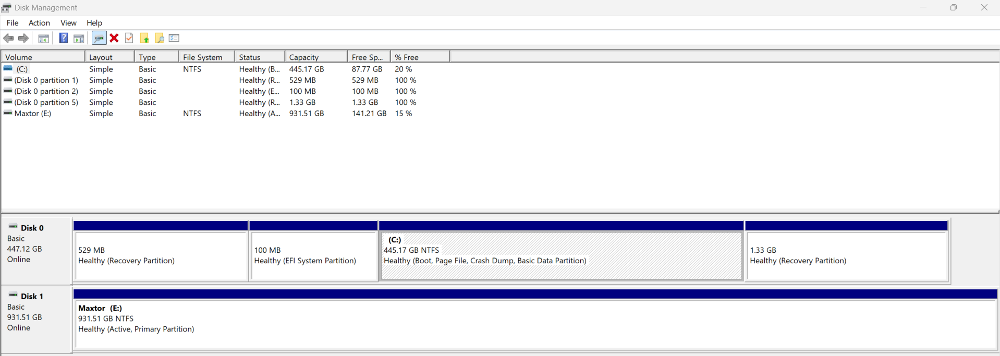 Disk Management
File Action View Help
Volume Layout Type File System Status Capacity Free Sp... % Free
(C:) Simple Basic NTFS Healthy (B... 445.17 GB 87.77 GB 20 %
(Disk 0 partition 1) Simple Basic Healthy (R... 529 MB 529 MB 100 %
(Disk 0 partition 2) Simple Basic Healthy (E... 100 MB 100 MB 100 %
(Disk 0 partition 5) Simple Basic Healthy (R... 1.33 GB 1.33 GB 100 %
Maxtor (E:) Simple Basic NTFS Healthy (A... 931.51 GB 141.21 GB 15 %
Disk 0
Basic
447.12 GB
Online
529 MB
Healthy (Recovery Partition)
100 MB
Healthy (EFI System Partition)
(C:)
445.17 GB NTFS
Healthy (Boot, Page File, Crash Dump, Basic Data Partition)
1.33 GB
Healthy (Recovery Partition)
Disk 1
Basic
931.51 GB
Online
Maxtor (E:)
931.51 GB NTFS
Healthy (Active, Primary Partition)